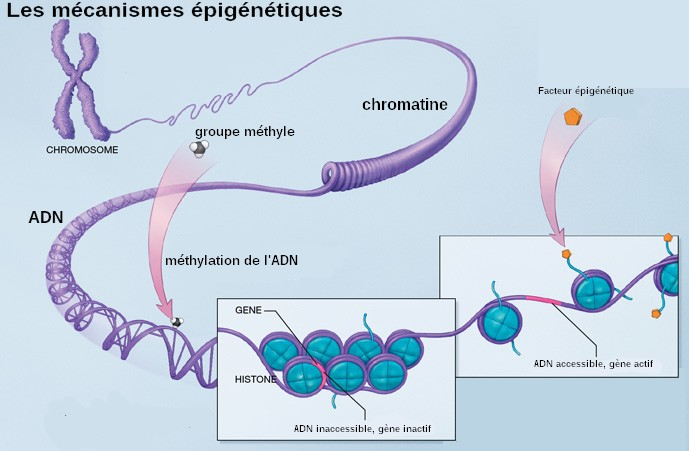 Les mécanismes épigénétiques
Facteur épigénétique
chromatine
groupe méthyle
CHROMOSOME
ADN
méthylation de l'ADN
GENE
HISTONE
ADN accessible, gène actif
ADN inaccessible, gène inactif